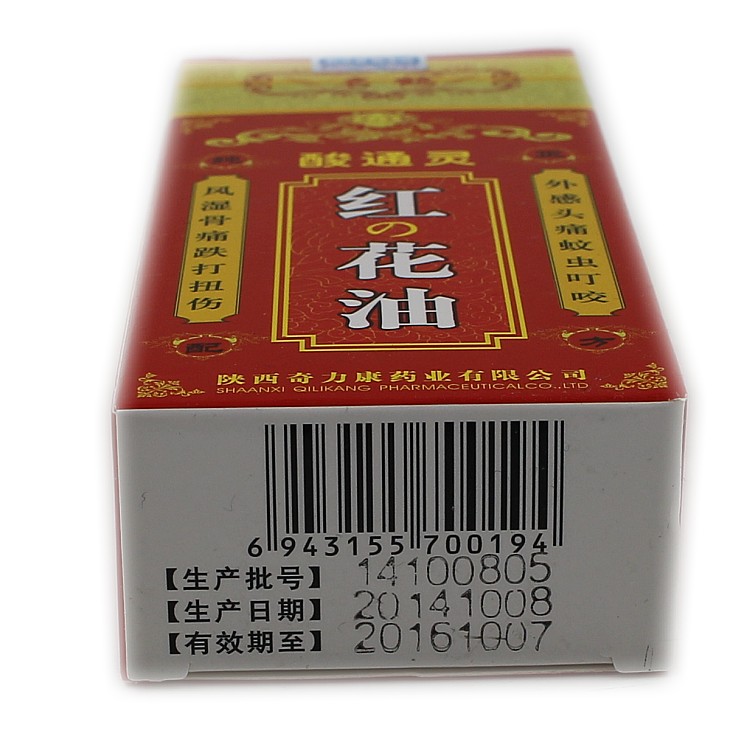 酸通灵
风湿骨痛跌打扭伤
红の花油
外感头痛蚊虫叮咬
配
方
陕西奇力康药业有限公司
SHAANXI QILIKANG PHARMACEUTICALCO.,LTD
6 943155 700194
【生产批号】 14100805
【生产日期】 20141008
【有效期至】 20161007